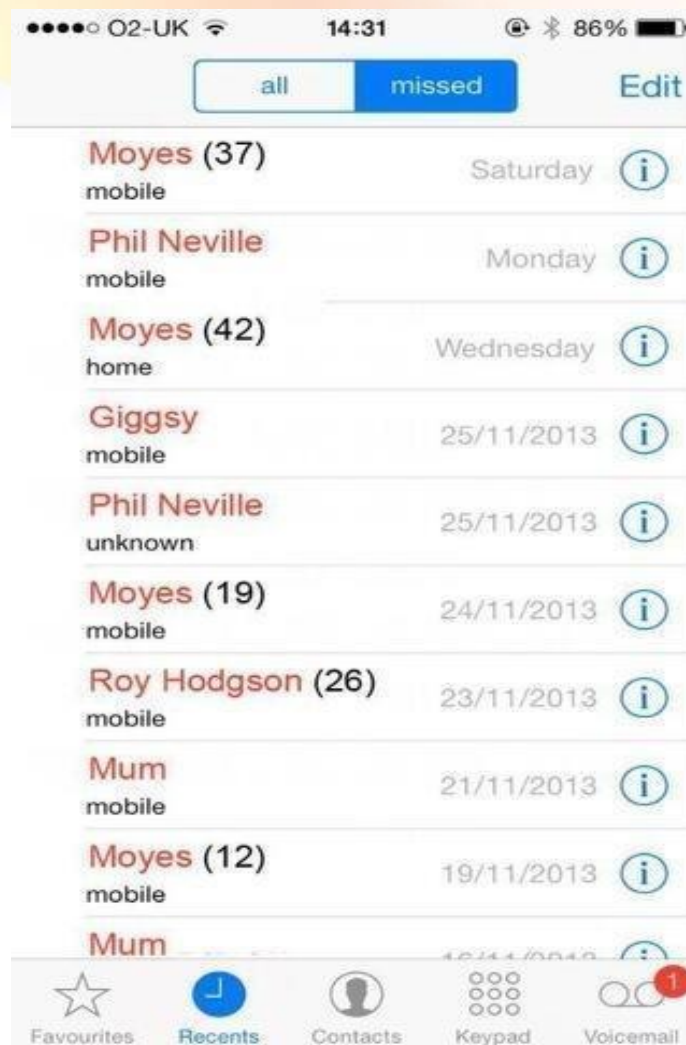 O2-UK 14:31 86%
all missed Edit
Moyes (37)
mobile
Saturday
Phil Neville
mobile
Monday
Moyes (42)
home
Wednesday
Giggsy
mobile
25/11/2013
Phil Neville
unknown
25/11/2013
Moyes (19)
mobile
24/11/2013
Roy Hodgson (26)
mobile
23/11/2013
Mum
mobile
21/11/2013
Moyes (12)
mobile
19/11/2013
Mum
1
Favourites Recents Contacts Keypad Voicemail